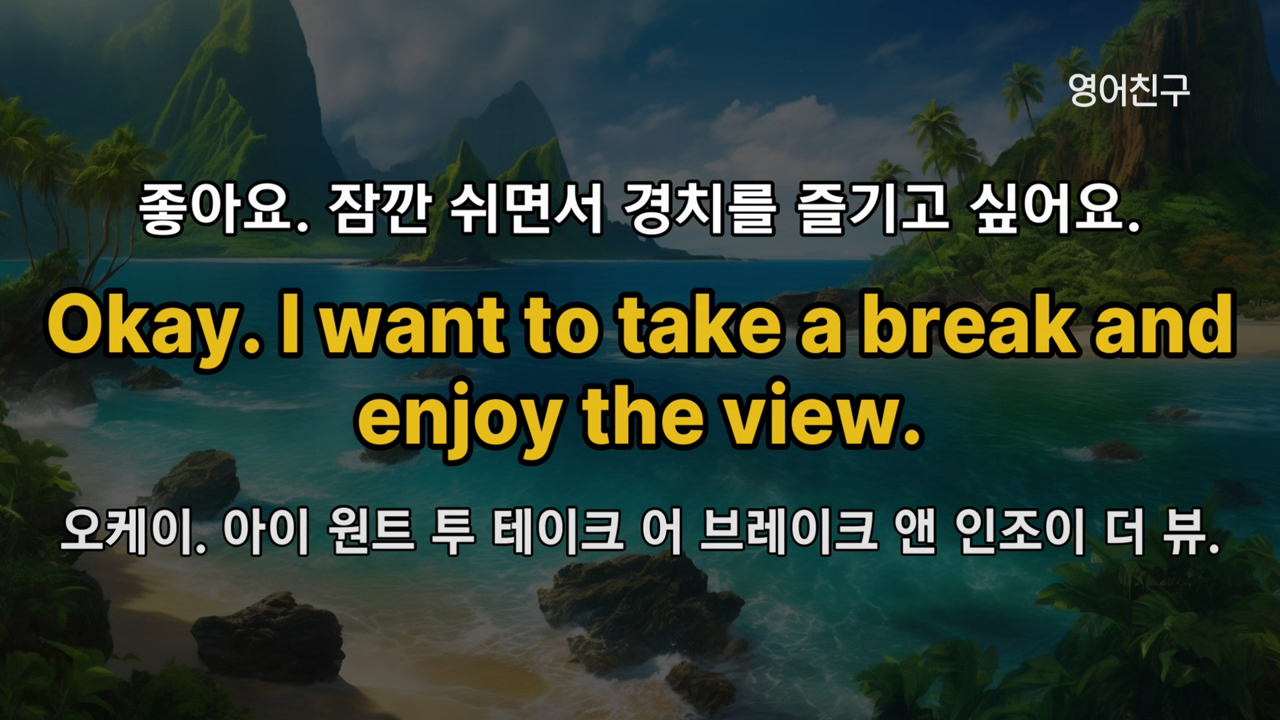 영어친구
좋아요. 잠깐 쉬면서 경치를 즐기고 싶어요.
Okay. I want to take a break and
enjoy the view.
오케이. 아이 원트 투 테이크 어 브레이크 앤 인조이 더 뷰.